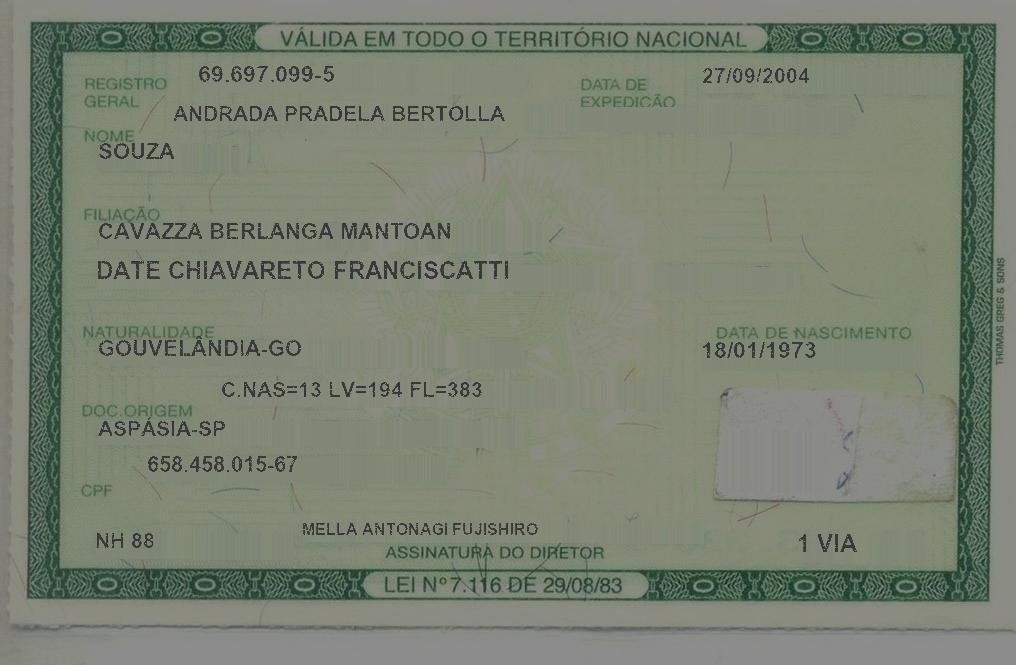 VÁLIDA EM TODO O TERRITÓRIO NACIONAL
REGISTRO GERAL 69.697.099-5 DATA DE EXPEDIÇÃO 27/09/2004
ANDRADA PRADELA BERTOLLA
NOME
SOUZA
FILIAÇÃO
CAVAZZA BERLANGA MANTOAN
DATE CHIAVARETO FRANCISCATTI
NATURALIDADE DATA DE NASCIMENTO
GOUVELÂNDIA-GO 18/01/1973
C.NAS=13 LV=194 FL=383
DOC.ORIGEM
ASPÁSIA-SP
658.458.015-67
CPF
NH 88 MELLA ANTONAGI FUJISHIRO 1 VIA
ASSINATURA DO DIRETOR
LEI Nº 7.116 DE 29/08/83
THOMAS GREG & SONS